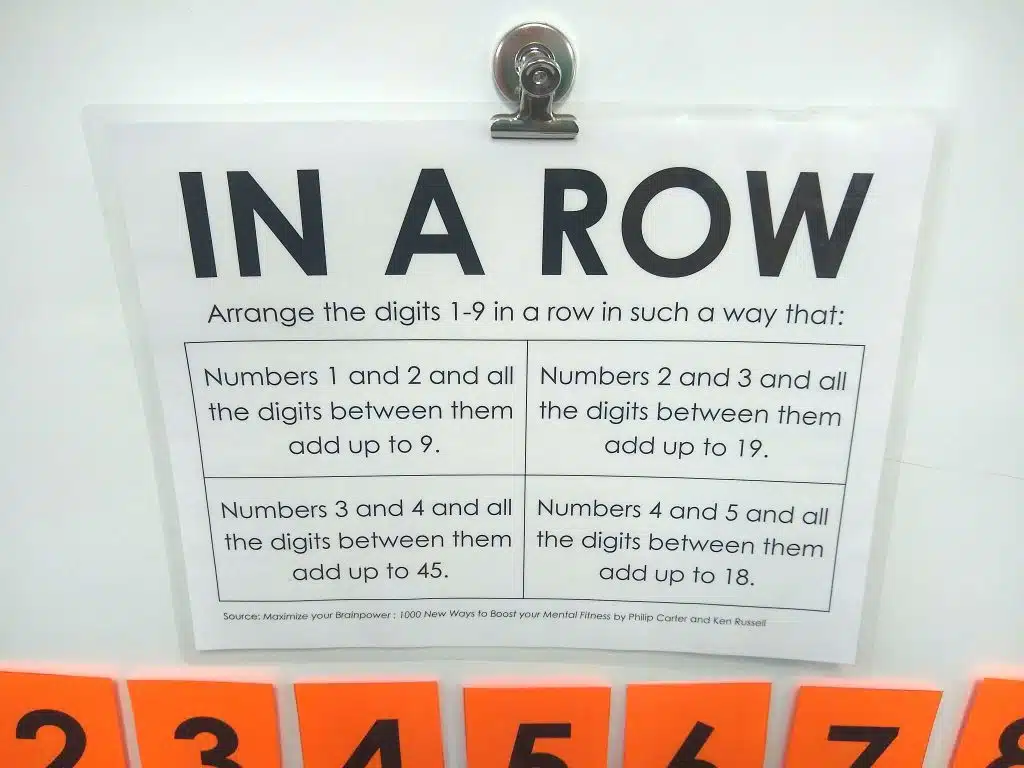 IN A ROW
Arrange the digits 1-9 in a row in such a way that:
Numbers 1 and 2 and all
the digits between them
add up to 9.
Numbers 2 and 3 and all
the digits between them
add up to 19.
Numbers 3 and 4 and all
the digits between them
add up to 45.
Numbers 4 and 5 and all
the digits between them
add up to 18.
Source: Maximize your Brainpower : 1000 New Ways to Boost your Mental Fitness by Philip Carter and Ken Russell
2 3 4 5 6 7 8